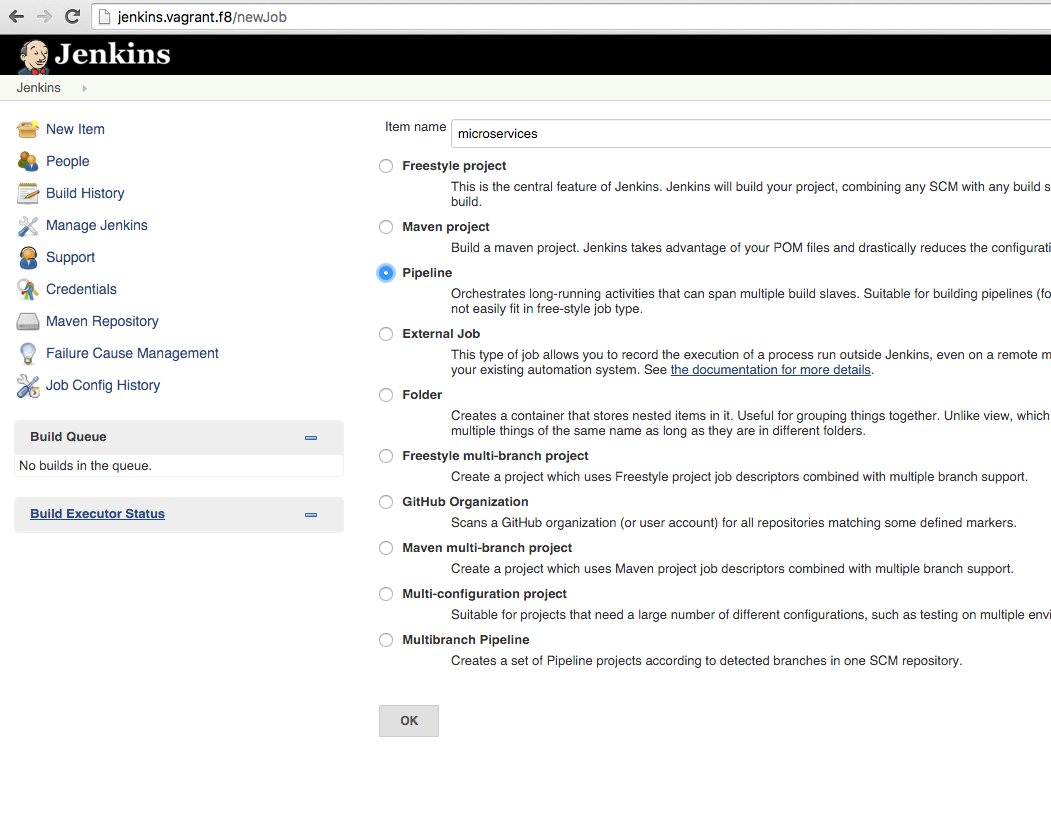 jenkins.vagrant.f8/newJob
Jenkins
Jenkins
New Item
People
Build History
Manage Jenkins
Support
Credentials
Maven Repository
Failure Cause Management
Job Config History
Build Queue
No builds in the queue.
Build Executor Status
Item name microservices
Freestyle project
This is the central feature of Jenkins. Jenkins will build your project, combining any SCM with any build s
build.
Maven project
Build a maven project. Jenkins takes advantage of your POM files and drastically reduces the configurati
Pipeline
Orchestrates long-running activities that can span multiple build slaves. Suitable for building pipelines (fo
not easily fit in free-style job type.
External Job
This type of job allows you to record the execution of a process run outside Jenkins, even on a remote m
your existing automation system. See the documentation for more details.
Folder
Creates a container that stores nested items in it. Useful for grouping things together. Unlike view, which
multiple things of the same name as long as they are in different folders.
Freestyle multi-branch project
Create a project which uses Freestyle project job descriptors combined with multiple branch support.
GitHub Organization
Scans a GitHub organization (or user account) for all repositories matching some defined markers.
Maven multi-branch project
Create a project which uses Maven project job descriptors combined with multiple branch support.
Multi-configuration project
Suitable for projects that need a large number of different configurations, such as testing on multiple envi
Multibranch Pipeline
Creates a set of Pipeline projects according to detected branches in one SCM repository.
OK